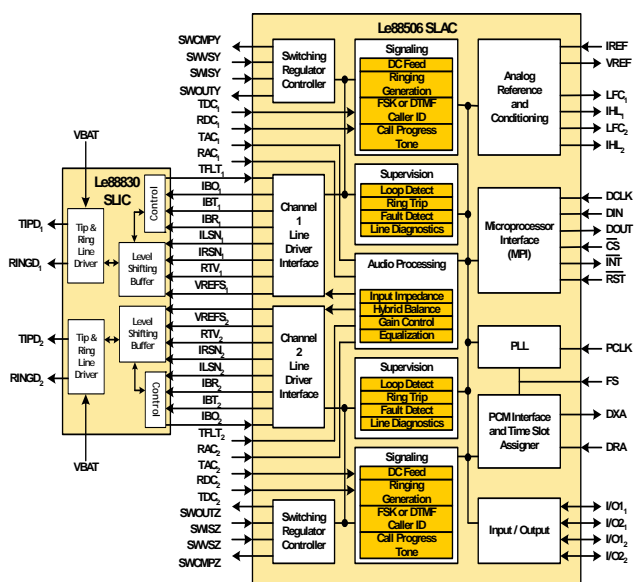 Le88506 SLAC
SWCMPY
SWVSY
SWISY
SWOUTY
TDC1
RDC1
TAC1
RAC1
TFLT1
IBO1
IBT1
IBR1
ILSN1
IRSN1
RTV1
VREFS1
VREFS2
RTV2
IRSN2
ILSN2
IBR2
IBT2
IBO2
TFLT2
RAC2
TAC2
RDC2
TDC2
SWOUTZ
SWISZ
SWVSZ
SWCMPZ
VBAT
Le88830
SLIC
Control
Tip &
Ring
Line
Driver
Level
Shifting
Buffer
TIPD1
RINGD1
Level
Shifting
Buffer
Tip &
Ring
Line
Driver
Control
TIPD2
RINGD2
VBAT
Switching
Regulator
Controller
Channel
1
Line
Driver
Interface
Channel
2
Line
Driver
Interface
Switching
Regulator
Controller
Signaling
DC Feed
Ringing
Generation
FSK or DTMF
Caller ID
Call Progress
Tone
Supervision
Loop Detect
Ring Trip
Fault Detect
Line Diagnostics
Audio Processing
Input Impedance
Hybrid Balance
Gain Control
Equalization
Supervision
Loop Detect
Ring Trip
Fault Detect
Line Diagnostics
Signaling
DC Feed
Ringing
Generation
FSK or DTMF
Caller ID
Call Progress
Tone
Analog
Reference
and
Conditioning
Microprocessor
Interface
(MPI)
PLL
PCM Interface
and Time Slot
Assigner
Input / Output
IREF
VREF
LFC1
IHL1
LFC2
IHL2
DCLK
DIN
DOUT
CS
INT
RST
PCLK
FS
DXA
DRA
I/O11
I/O21
I/O12
I/O22